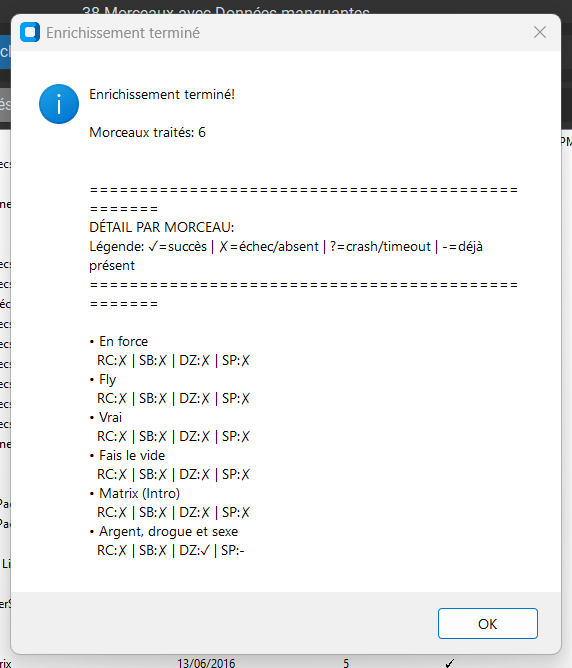 38 Morceaux avec Données manquantes
Enrichissement terminé
Enrichissement terminé!
Morceaux traités: 6
===========================================
=======
DÉTAIL PAR MORCEAU:
Légende: ✓=succès | ✗=échec/absent | ?=crash/timeout | -=déjà
présent
===========================================
=======
• En force
RC:✗ | SB:✗ | DZ:✗ | SP:✗
• Fly
RC:✗ | SB:✗ | DZ:✗ | SP:✗
• Vrai
RC:✗ | SB:✗ | DZ:✗ | SP:✗
• Fais le vide
RC:✗ | SB:✗ | DZ:✗ | SP:✗
• Matrix (Intro)
RC:✗ | SB:✗ | DZ:✗ | SP:✗
• Argent, drogue et sexe
RC:✗ | SB:✗ | DZ:✓ | SP:-
OK
13/06/2016 5 ✓